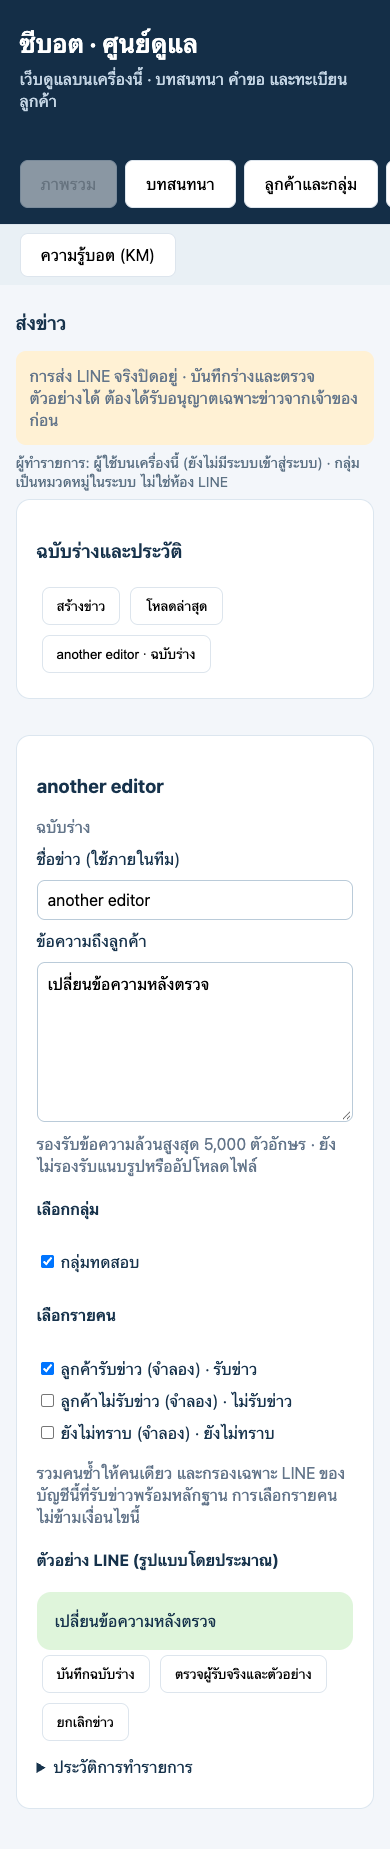 ซีบอต · ศูนย์ดูแล
เว็บดูแลบนเครื่องนี้ · บทสนทนา คำขอ และทะเบียน
ลูกค้า
ภาพรวม
บทสนทนา
ลูกค้าและกลุ่ม
ความรู้บอต (KM)
ส่งข่าว
การส่ง LINE จริงปิดอยู่ · บันทึกร่างและตรวจ
ตัวอย่างได้ ต้องได้รับอนุญาตเฉพาะข่าวจากเจ้าของ
ก่อน
ผู้ทำรายการ: ผู้ใช้บนเครื่องนี้ (ยังไม่มีระบบเข้าสู่ระบบ) · กลุ่ม
เป็นหมวดหมู่ในระบบ ไม่ใช่ห้อง LINE
ฉบับร่างและประวัติ
สร้างข่าว
โหลดล่าสุด
another editor · ฉบับร่าง
another editor
ฉบับร่าง
ชื่อข่าว (ใช้ภายในทีม)
another editor
ข้อความถึงลูกค้า
เปลี่ยนข้อความหลังตรวจ
รองรับข้อความล้วนสูงสุด 5,000 ตัวอักษร · ยัง
ไม่รองรับแนบรูปหรืออัปโหลดไฟล์
เลือกกลุ่ม
กลุ่มทดสอบ
เลือกรายคน
ลูกค้ารับข่าว (จำลอง) · รับข่าว
ลูกค้าไม่รับข่าว (จำลอง) · ไม่รับข่าว
ยังไม่ทราบ (จำลอง) · ยังไม่ทราบ
รวมคนซ้ำให้คนเดียว และกรองเฉพาะ LINE ของ
บัญชีนี้ที่รับข่าวพร้อมหลักฐาน การเลือกรายคน
ไม่ข้ามเงื่อนไขนี้
ตัวอย่าง LINE (รูปแบบโดยประมาณ)
เปลี่ยนข้อความหลังตรวจ
บันทึกฉบับร่าง
ตรวจผู้รับจริงและตัวอย่าง
ยกเลิกข่าว
ประวัติการทำรายการ